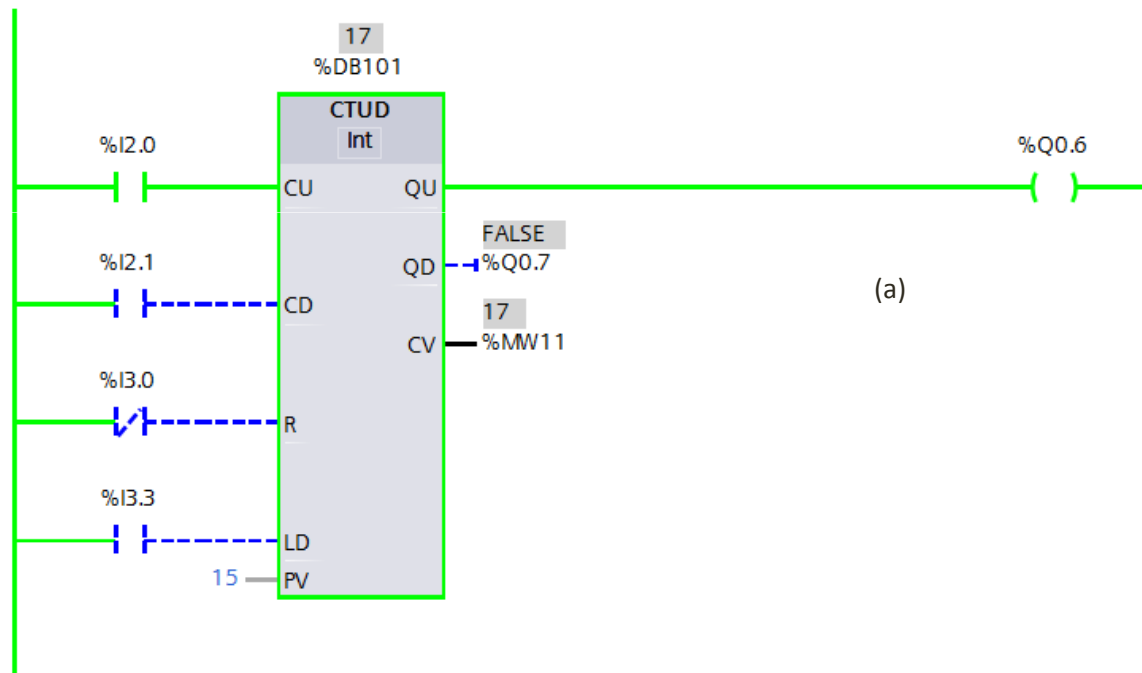 17
%DB101
CTUD
Int
%I2.0
CU
QU
%Q0.6
%I2.1
CD
FALSE
QD
%Q0.7
(a)
17
CV
%MW11
%I3.0
R
%I3.3
LD
15
PV